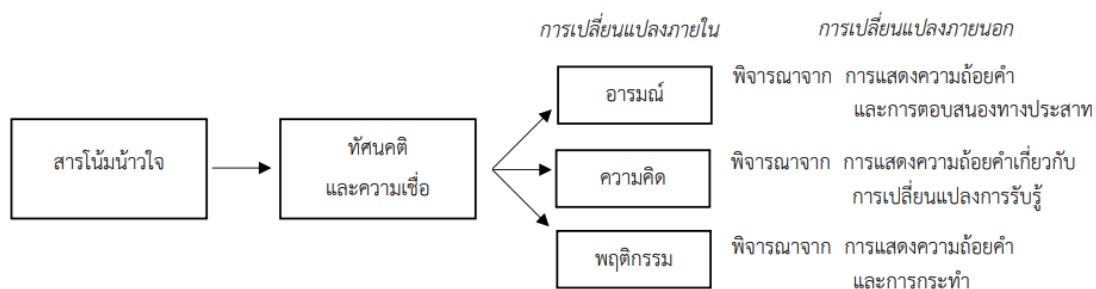 การเปลี่ยนแปลงภายใน
การเปลี่ยนแปลงภายนอก
สารโน้มน้าวใจ
ทัศนคติ
และความเชื่อ
อารมณ์
พิจารณาจาก การแสดงความถ้อยคำ
และการตอบสนองทางประสาท
ความคิด
พิจารณาจาก การแสดงความถ้อยคำเกี่ยวกับ
การเปลี่ยนแปลงการรับรู้
พฤติกรรม
พิจารณาจาก การแสดงความถ้อยคำ
และการกระทำ